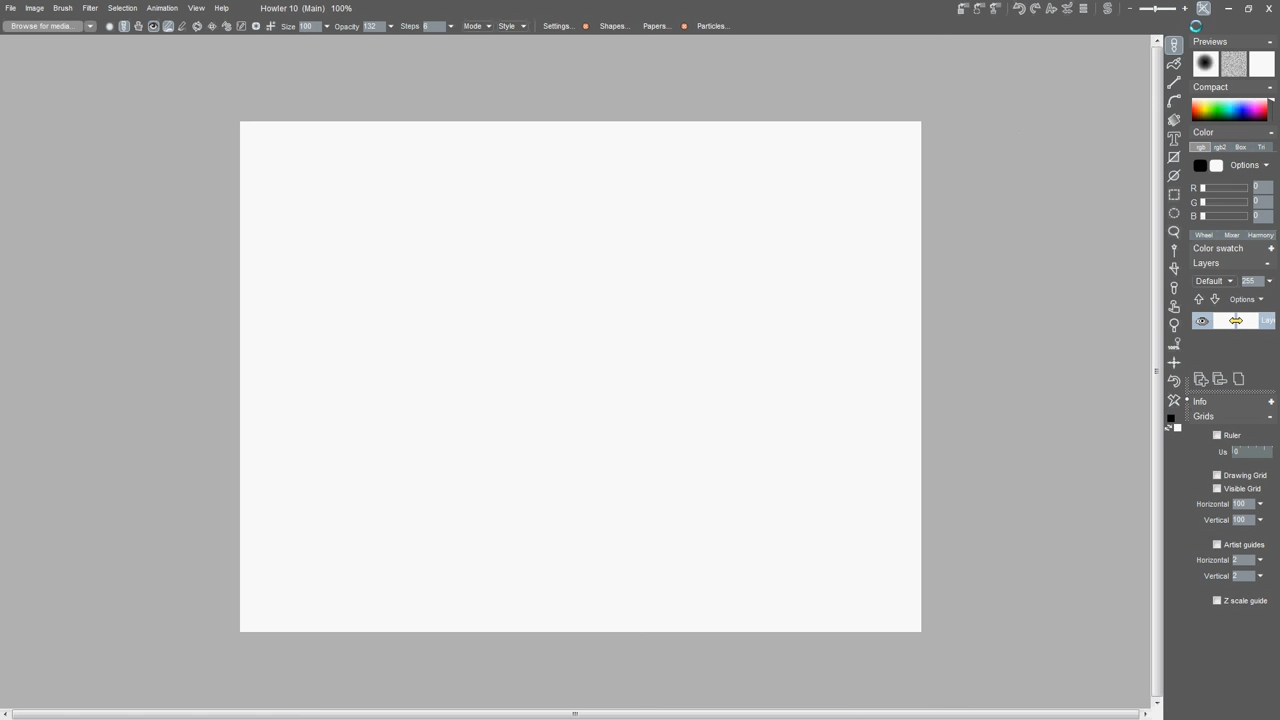 File Image Brush Filter Selection Animation View Help Howler 10 (Main) 100%
Browse for media... Size 100 Opacity 132 Steps 8 Mode Style Settings... Shapes... Papers... Particles...
Previews
Compact
Color
rgb rgb2 Box Tri
Options
R 0
G 0
B 0
Wheel Mixer Harmony
Color swatch
Layers
Default 255
Options
Info
Grids
Ruler
Us 0
Drawing Grid
Visible Grid
Horizontal 100
Vertical 100
Artist guides
Horizontal 2
Vertical 2
Z scale guide